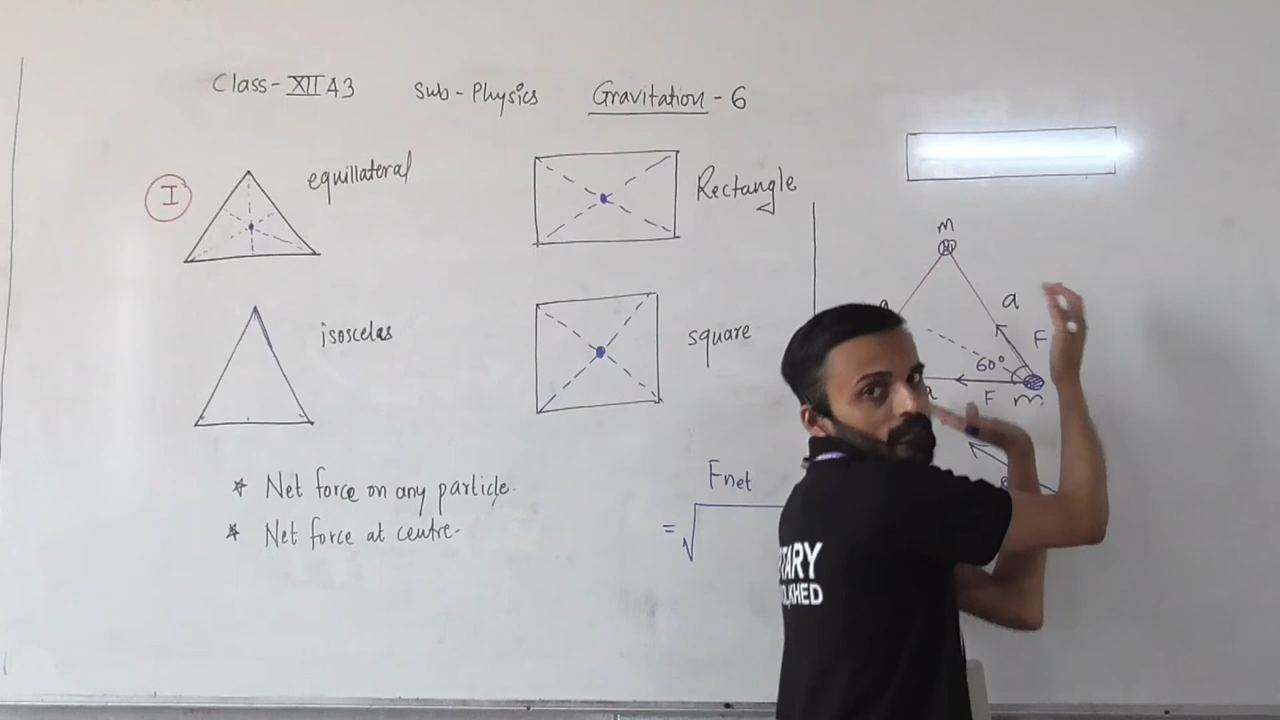 Class-XII A3 Sub-Physics Gravitation-6
I
equillateral
Rectangle
isoscelas
square
* Net force on any particle.
* Net force at centre-
m
a
F
60°
F
m
Fnet
= √